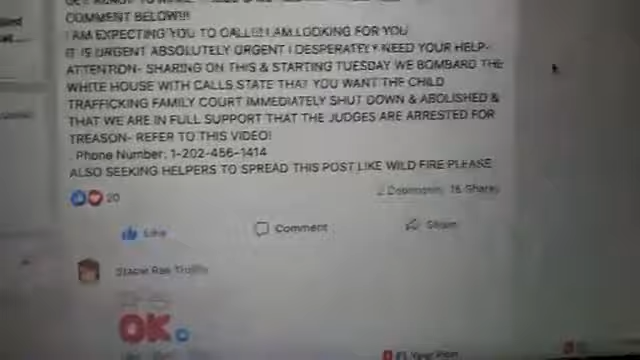 COMMENT BELOW!!!
I AM EXPECTING YOU TO CALL!!! I AM LOOKING FOR YOU
IT IS URGENT ABSOLUTELY URGENT I DESPERATELY NEED YOUR HELP-
ATTENTION- SHARING ON THIS & STARTING TUESDAY WE BOMBARD THE
WHITE HOUSE WITH CALLS STATE THAT YOU WANT THE CHILD
TRAFFICKING FAMILY COURT IMMEDIATELY SHUT DOWN & ABOLISHED &
THAT WE ARE IN FULL SUPPORT THAT THE JUDGES ARE ARRESTED FOR
TREASON- REFER TO THIS VIDEO!
. Phone Number: 1-202-456-1414
ALSO SEEKING HELPERS TO SPREAD THIS POST LIKE WILD FIRE PLEASE
20
2 Comments 16 Shares
Like Comment Share
OK